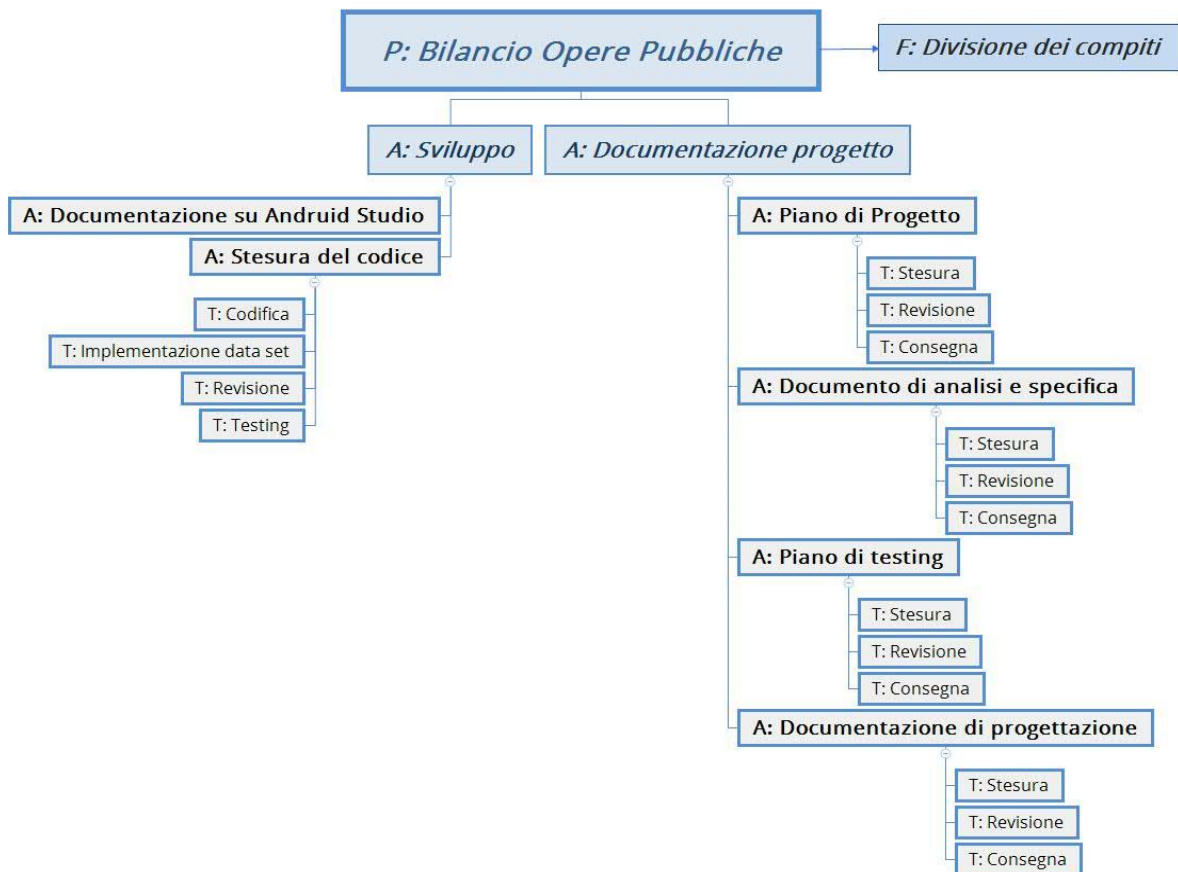 P: Bilancio Opere Pubbliche
F: Divisione dei compiti
A: Sviluppo
A: Documentazione progetto
A: Documentazione su Andruid Studio
A: Stesura del codice
T: Codifica
T: Implementazione data set
T: Revisione
T: Testing
A: Piano di Progetto
T: Stesura
T: Revisione
T: Consegna
A: Documento di analisi e specifica
T: Stesura
T: Revisione
T: Consegna
A: Piano di testing
T: Stesura
T: Revisione
T: Consegna
A: Documentazione di progettazione
T: Stesura
T: Revisione
T: Consegna